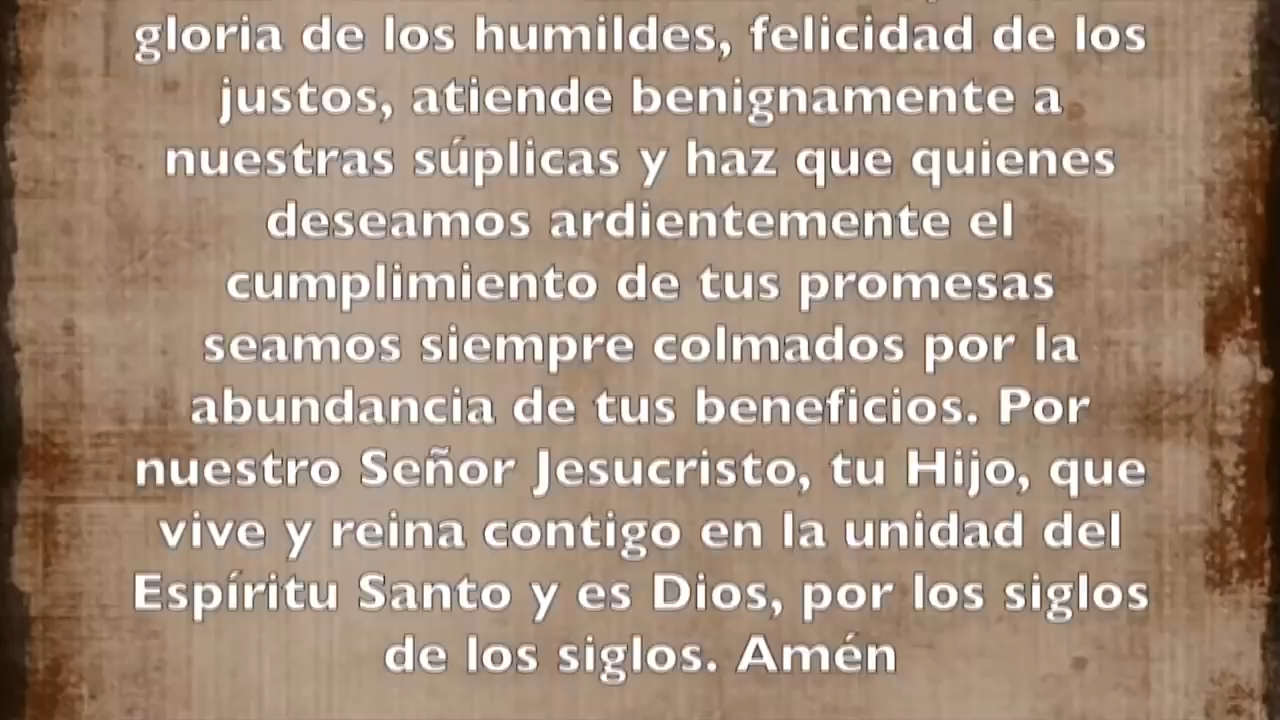 gloria de los humildes, felicidad de los
justos, atiende benignamente a
nuestras súplicas y haz que quienes
deseamos ardientemente el
cumplimiento de tus promesas
seamos siempre colmados por la
abundancia de tus beneficios. Por
nuestro Señor Jesucristo, tu Hijo, que
vive y reina contigo en la unidad del
Espíritu Santo y es Dios, por los siglos
de los siglos. Amén